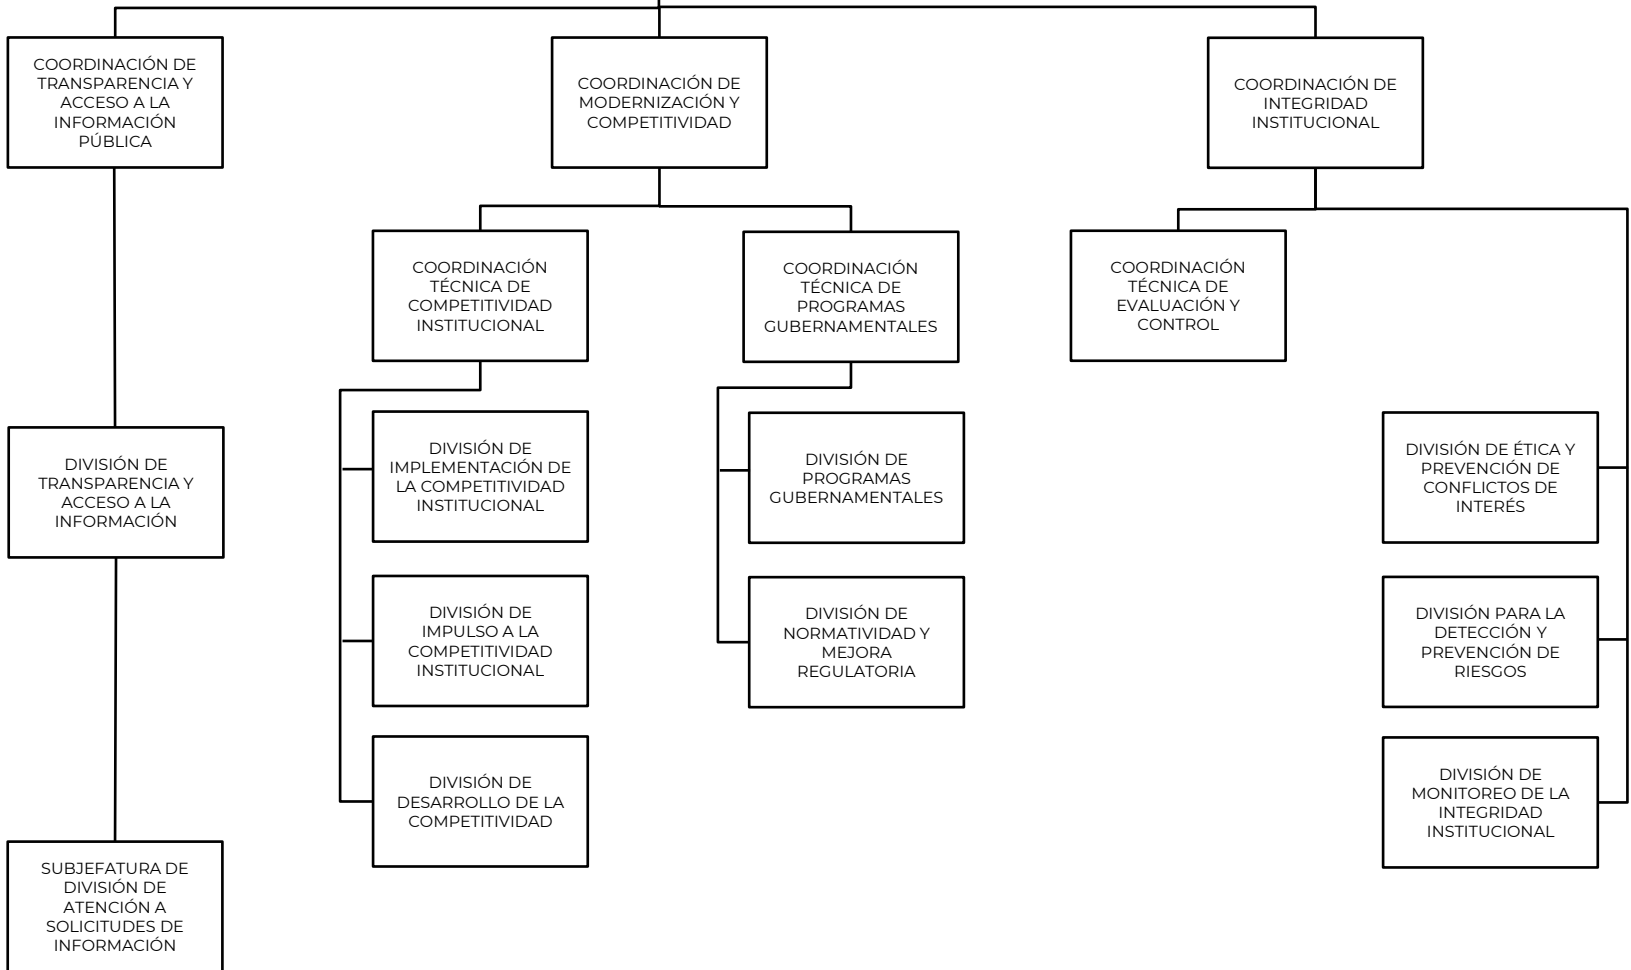 COORDINACIÓN DE
TRANSPARENCIA Y
ACCESO A LA
INFORMACIÓN
PÚBLICA
COORDINACIÓN DE
MODERNIZACIÓN Y
COMPETITIVIDAD
COORDINACIÓN DE
INTEGRIDAD
INSTITUCIONAL
COORDINACIÓN
TÉCNICA DE
COMPETITIVIDAD
INSTITUCIONAL
COORDINACIÓN
TÉCNICA DE
PROGRAMAS
GUBERNAMENTALES
COORDINACIÓN
TÉCNICA DE
EVALUACIÓN Y
CONTROL
DIVISIÓN DE
TRANSPARENCIA Y
ACCESO A LA
INFORMACIÓN
DIVISIÓN DE
IMPLEMENTACIÓN DE
LA COMPETITIVIDAD
INSTITUCIONAL
DIVISIÓN DE
PROGRAMAS
GUBERNAMENTALES
DIVISIÓN DE ÉTICA Y
PREVENCIÓN DE
CONFLICTOS DE
INTERÉS
DIVISIÓN DE
IMPULSO A LA
COMPETITIVIDAD
INSTITUCIONAL
DIVISIÓN DE
NORMATIVIDAD Y
MEJORA
REGULATORIA
DIVISIÓN PARA LA
DETECCIÓN Y
PREVENCIÓN DE
RIESGOS
DIVISIÓN DE
DESARROLLO DE LA
COMPETITIVIDAD
DIVISIÓN DE
MONITOREO DE LA
INTEGRIDAD
INSTITUCIONAL
SUBJEFATURA DE
DIVISIÓN DE
ATENCIÓN A
SOLICITUDES DE
INFORMACIÓN